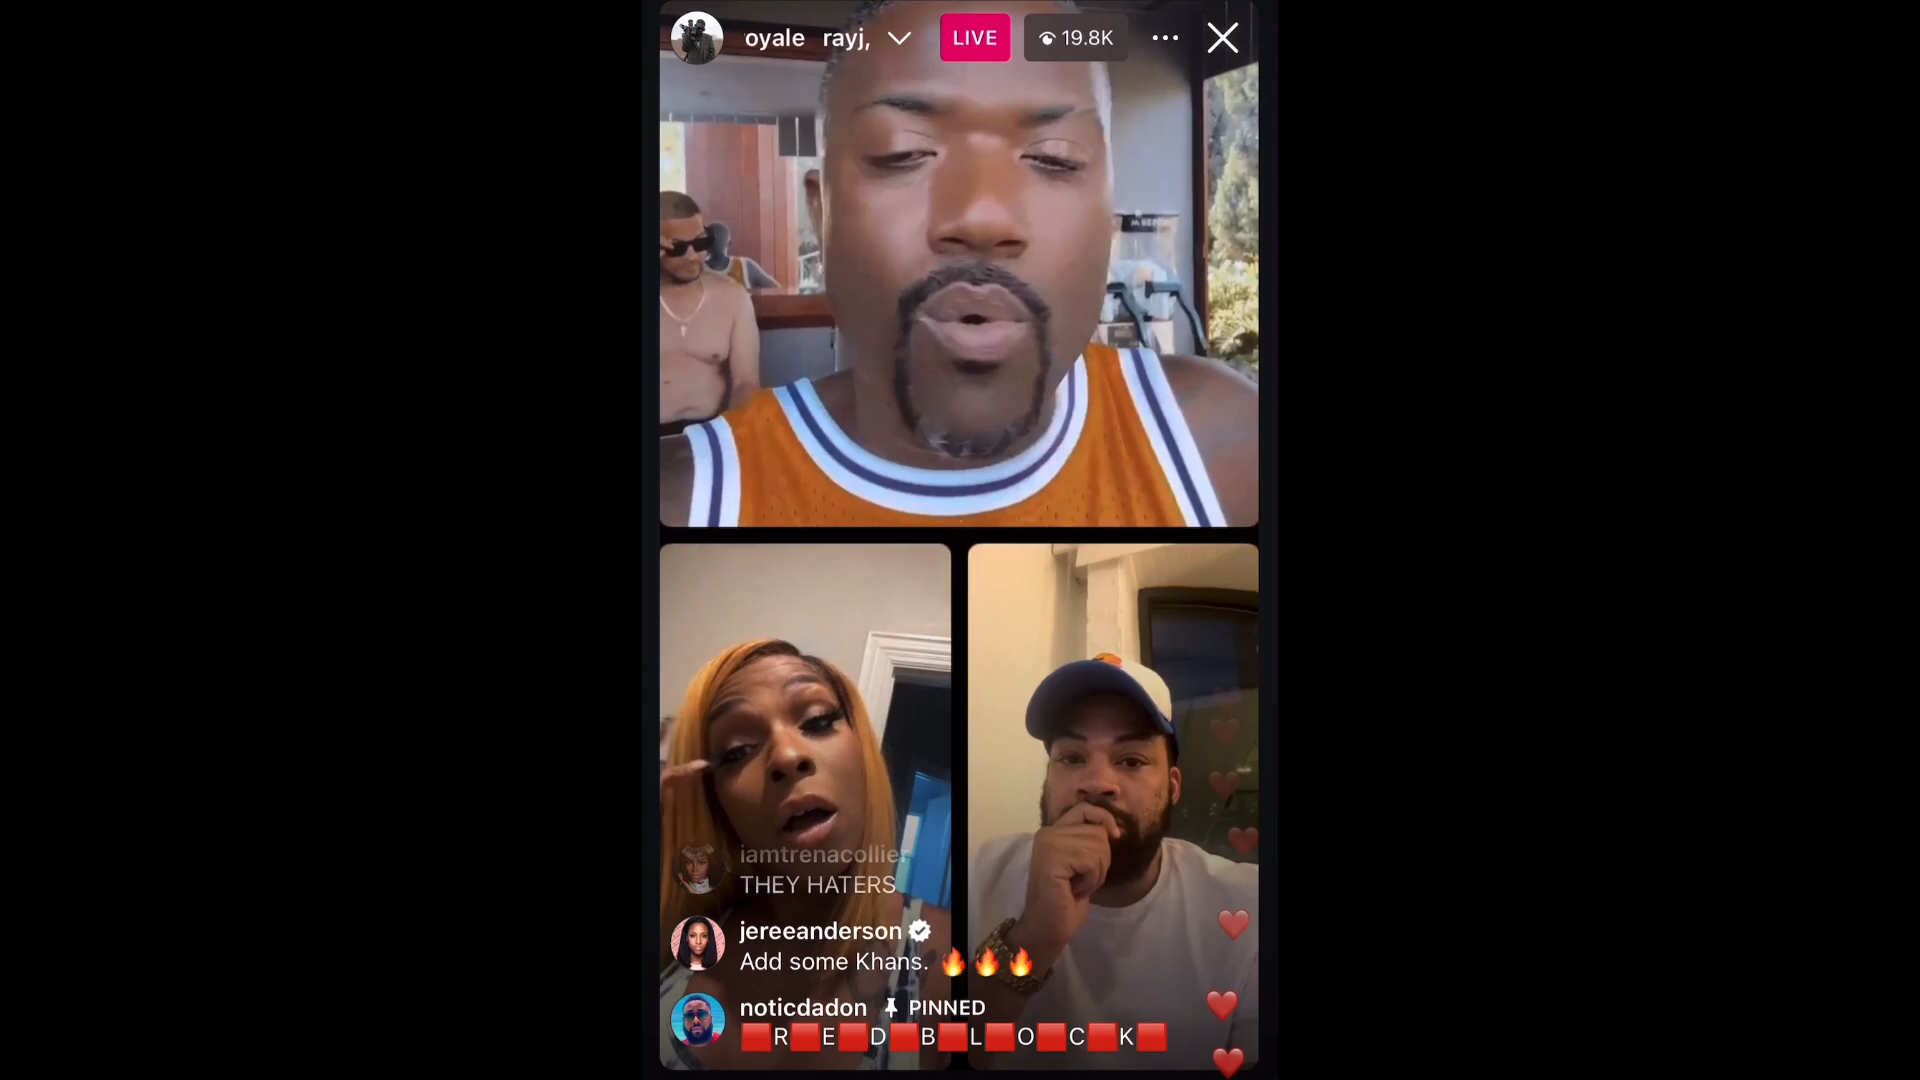 oyale rayj,
LIVE
19.8K
iamtrenacollier
THEY HATERS
jereeanderson
Add some Khans. 🔥🔥🔥
noticdadon PINNED
🟥R🟥E🟥D🟥B🟥L🟥O🟥C🟥K🟥